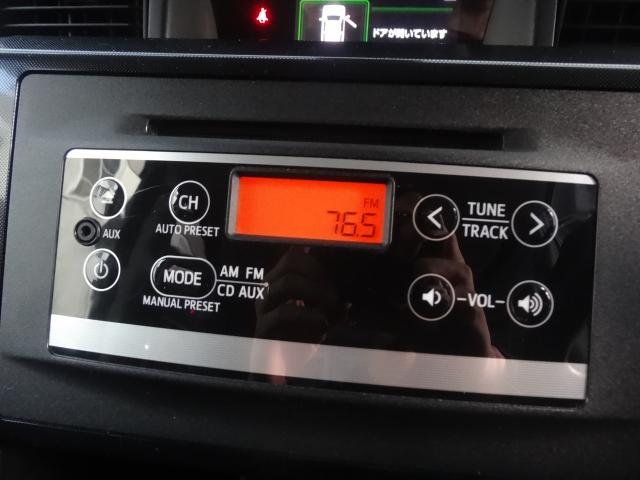 ドアが開いています
CH
AUTO PRESET
FM
76.5
TUNE
TRACK
AUX
MODE
AM FM
CD AUX
MANUAL PRESET
-VOL-